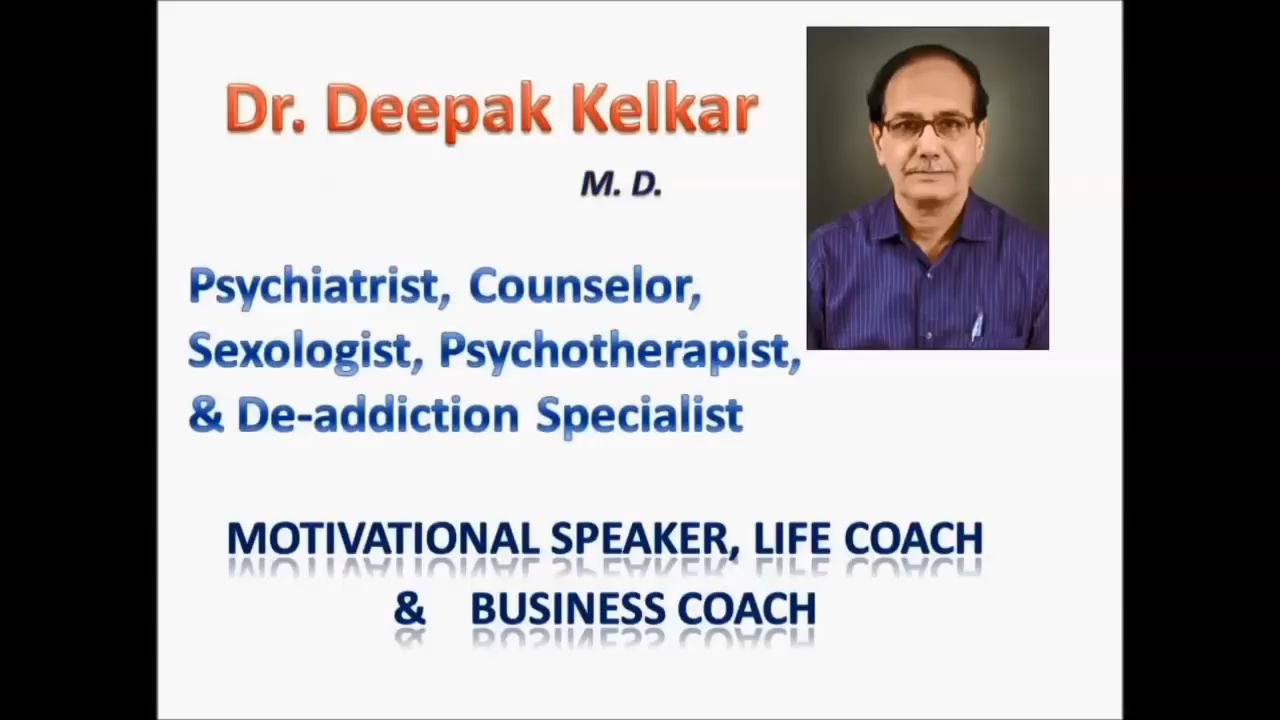 Dr. Deepak Kelkar
M. D.
Psychiatrist, Counselor,
Sexologist, Psychotherapist,
& De-addiction Specialist
MOTIVATIONAL SPEAKER, LIFE COACH
& BUSINESS COACH